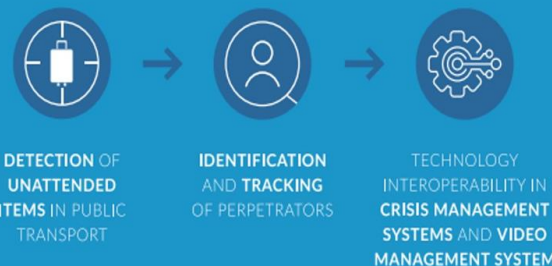 DETECTION OF
UNATTENDED
ITEMS IN PUBLIC
TRANSPORT
IDENTIFICATION
AND TRACKING
OF PERPETRATORS
TECHNOLOGY
INTEROPERABILITY IN
CRISIS MANAGEMENT
SYSTEMS AND VIDEO
MANAGEMENT SYSTEM